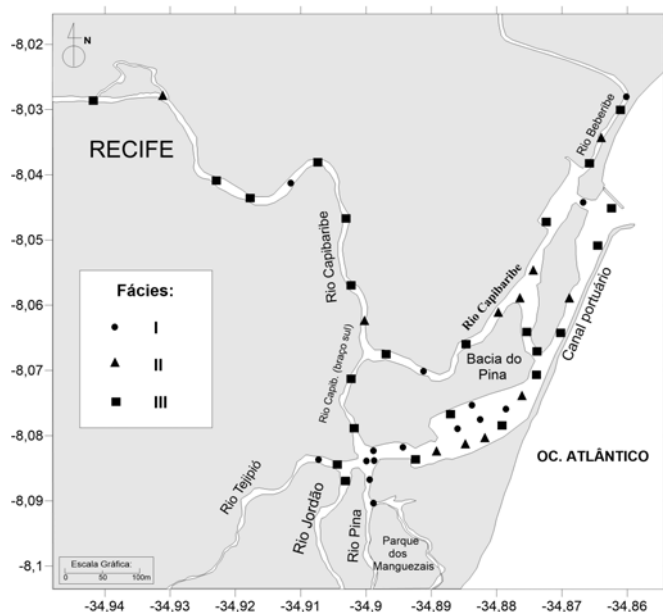 -8,02
N
-8,03
RECIFE
Rio Beberibe
-8,04
-8,05
Rio Capibaribe
Rio Capibaribe
Fácies:
I
II
III
-8,06
Canal portuário
-8,07
Bacia do
Pina
Rio Capib. (braço sul)
-8,08
OC. ATLÂNTICO
Rio Tejipió
-8,09
Rio Jordão
Rio Pina
Parque
dos
Manguezais
-8,1
Escala Gráfica:
0 50 100m
-34,94 -34,93 -34,92 -34,91 -34,9 -34,89 -34,88 -34,87 -34,86